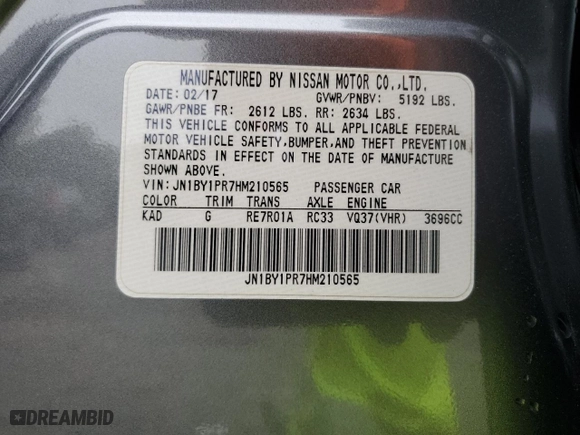 MANUFACTURED BY NISSAN MOTOR CO.,LTD.
DATE: 02/17 GVWR/PNBV: 5192 LBS.
GAWR/PNBE FR: 2612 LBS. RR: 2634 LBS.
THIS VEHICLE CONFORMS TO ALL APPLICABLE FEDERAL
MOTOR VEHICLE SAFETY,BUMPER,AND THEFT PREVENTION
STANDARDS IN EFFECT ON THE DATE OF MANUFACTURE
SHOWN ABOVE.
VIN:JN1BY1PR7HM210565 PASSENGER CAR
COLOR TRIM TRANS AXLE ENGINE
KAD G RE7R01A RC33 VQ37(VHR) 3696CC
JN1BY1PR7HM210565
DREAMBID